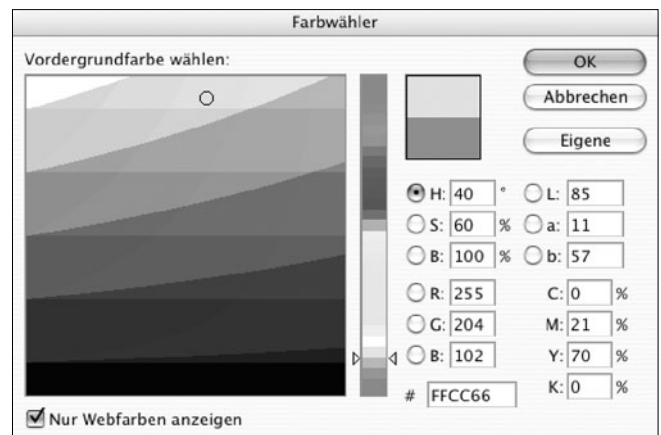 Farbwähler
Vordergrundfarbe wählen:
OK
Abbrechen
Eigene
H: 40 ° L: 85
S: 60 % a: 11
B: 100 % b: 57
R: 255 C: 0 %
G: 204 M: 21 %
B: 102 Y: 70 %
# FFCC66 K: 0 %
Nur Webfarben anzeigen